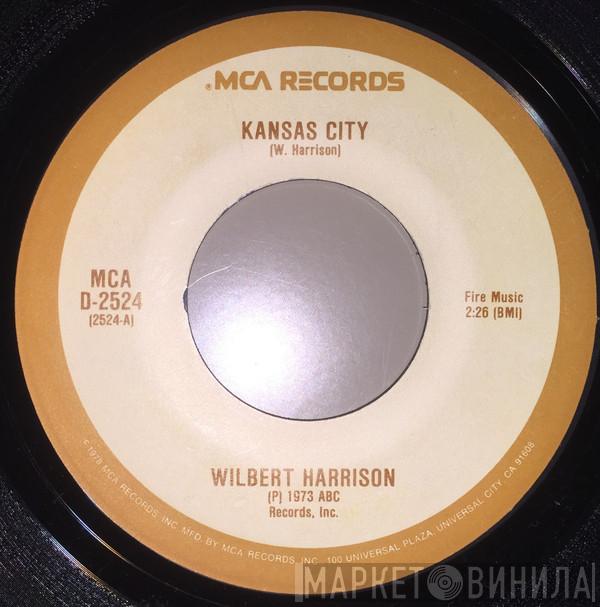 MCA RECORDS
KANSAS CITY
(W. Harrison)
MCA
D-2524
(2524-A)
Fire Music
2:26 (BMI)
WILBERT HARRISON
(P) 1973 ABC
Records, Inc.
© 1978 MCA RECORDS, INC. MFD. BY MCA RECORDS, INC., 100 UNIVERSAL PLAZA, UNIVERSAL CITY, CA 91608
МАРКЕТ ВИНИЛА